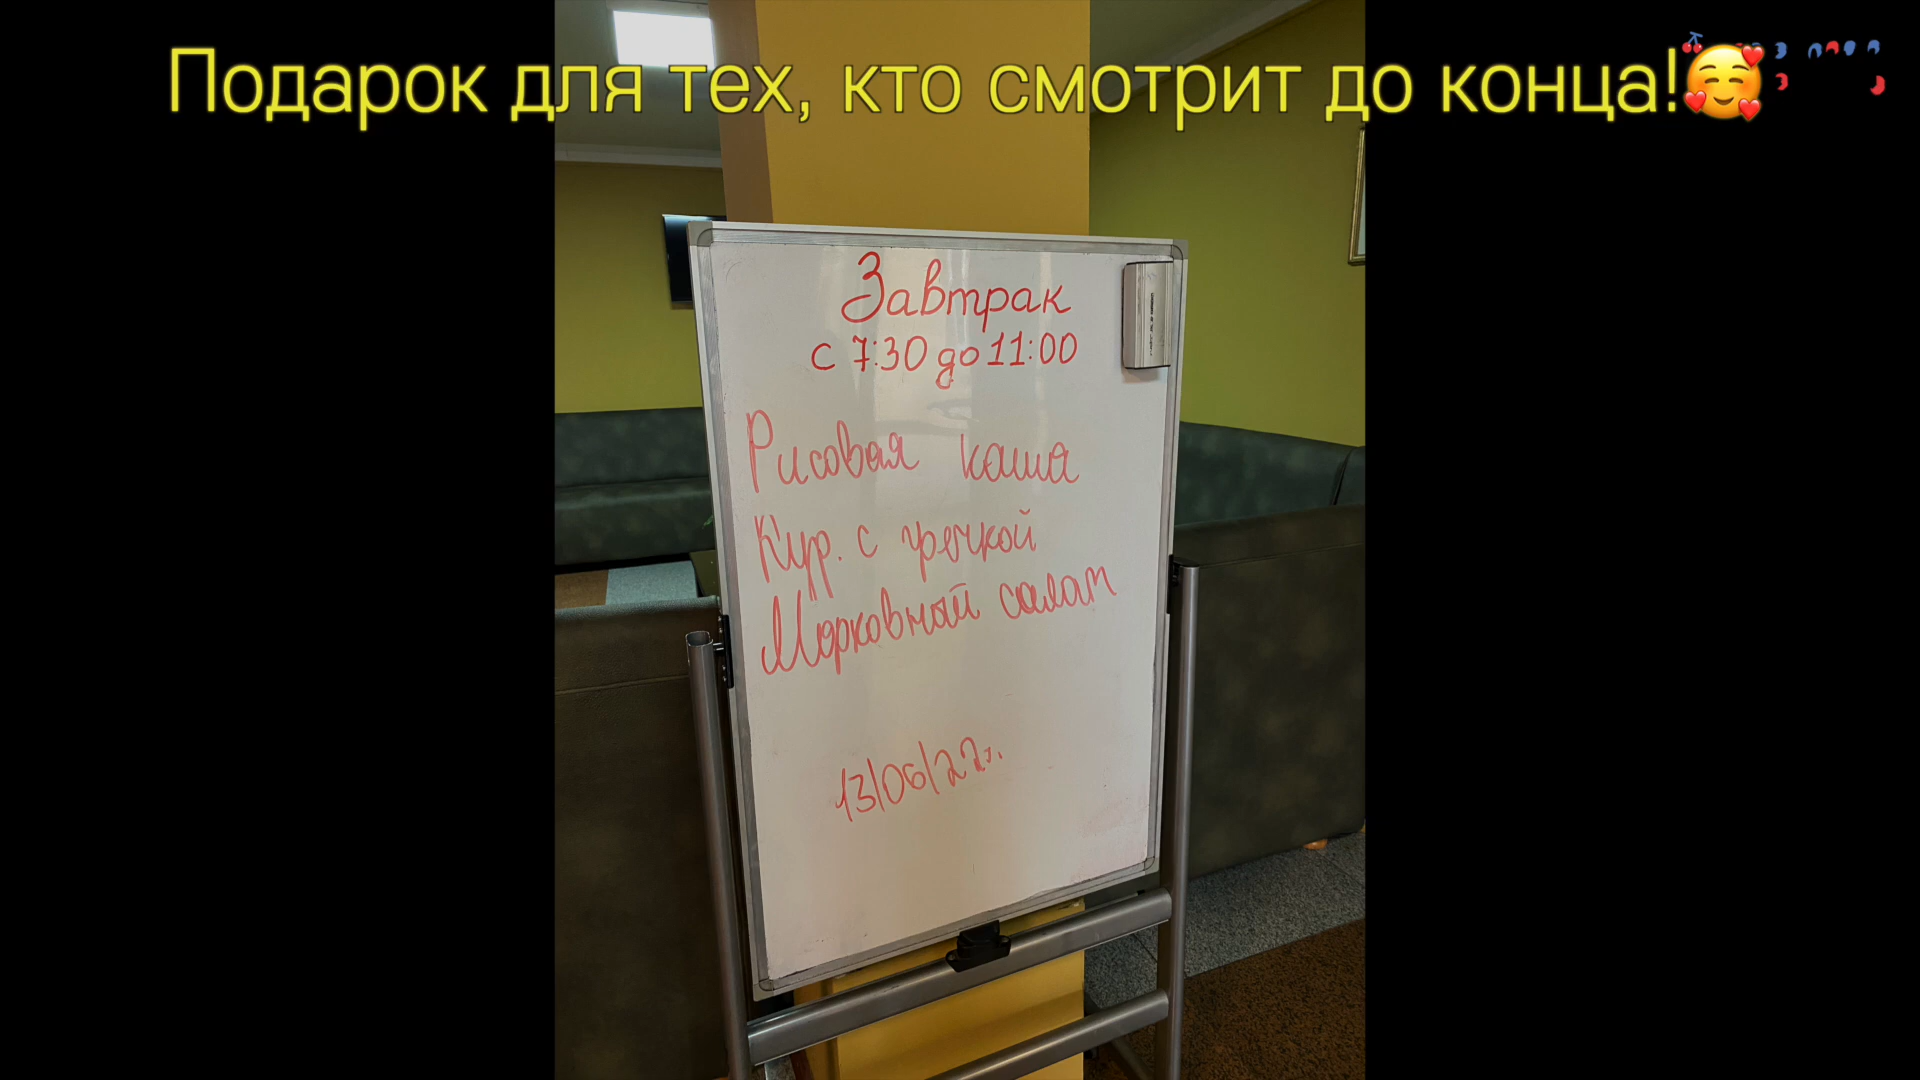 Подарок для тех, кто смотрит до конца!🥰
Завтрак
с 7:30 до 11:00
Рисовая каша
Кур. с гречкой
Морковный салат
13/06/22г.